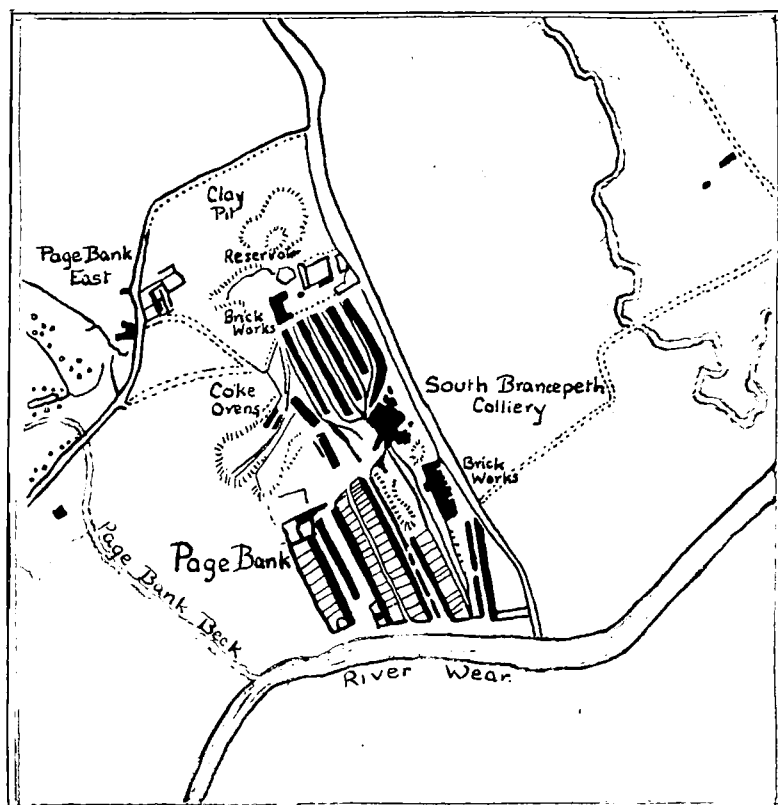 Clay
Pit
Reservoir
Page Bank
East
Brick
Works
Coke
Ovens
South Brancepeth
Colliery
Brick
Works
Page Bank
Page Bank Beck
River Wear.